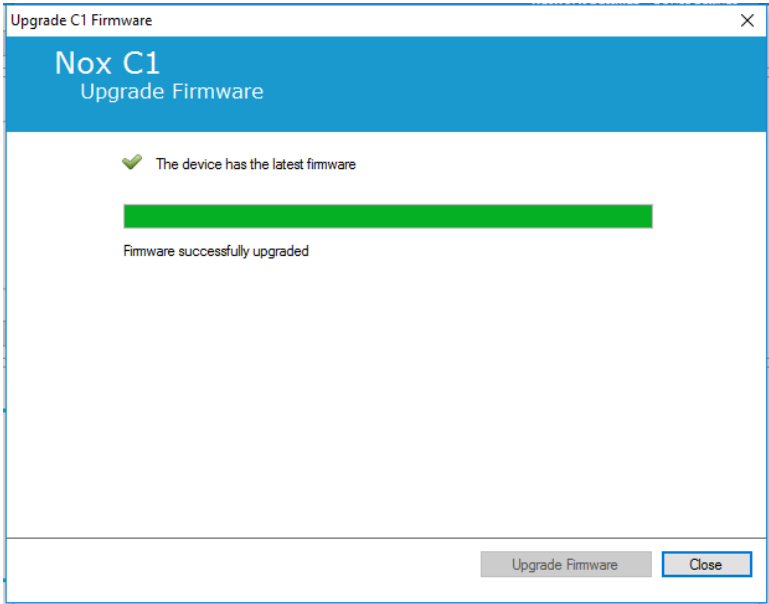 Upgrade C1 Firmware
Nox C1
Upgrade Firmware
The device has the latest firmware
Firmware successfully upgraded
Upgrade Firmware
Close